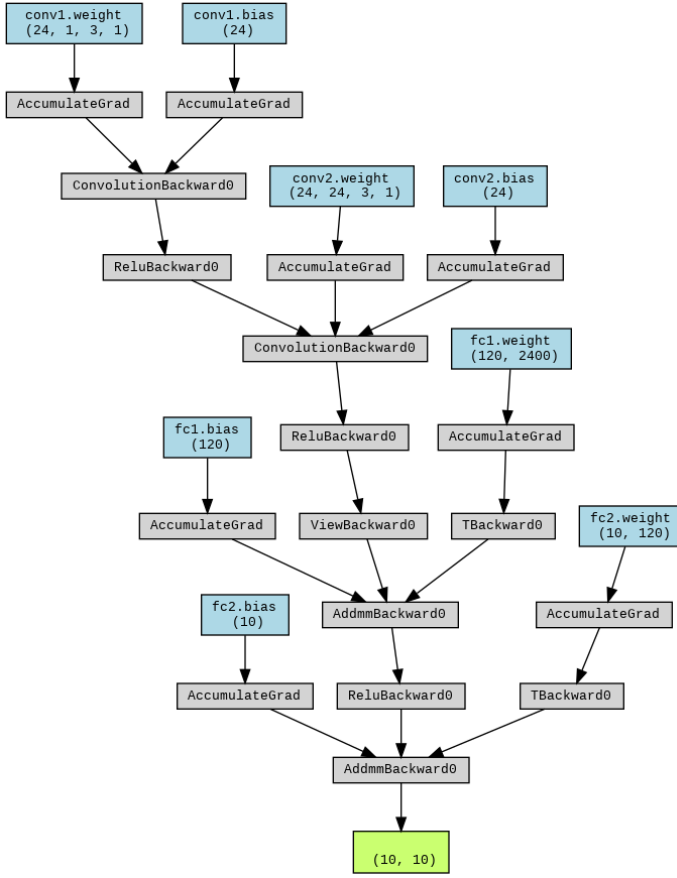 conv1.weight
(24, 1, 3, 1)
conv1.bias
(24)
AccumulateGrad
AccumulateGrad
ConvolutionBackward0
conv2.weight
(24, 24, 3, 1)
conv2.bias
(24)
ReluBackward0
AccumulateGrad
AccumulateGrad
ConvolutionBackward0
fc1.weight
(120, 2400)
fc1.bias
(120)
ReluBackward0
AccumulateGrad
AccumulateGrad
ViewBackward0
TBackward0
fc2.weight
(10, 120)
fc2.bias
(10)
AddmmBackward0
AccumulateGrad
AccumulateGrad
ReluBackward0
TBackward0
AddmmBackward0
(10, 10)